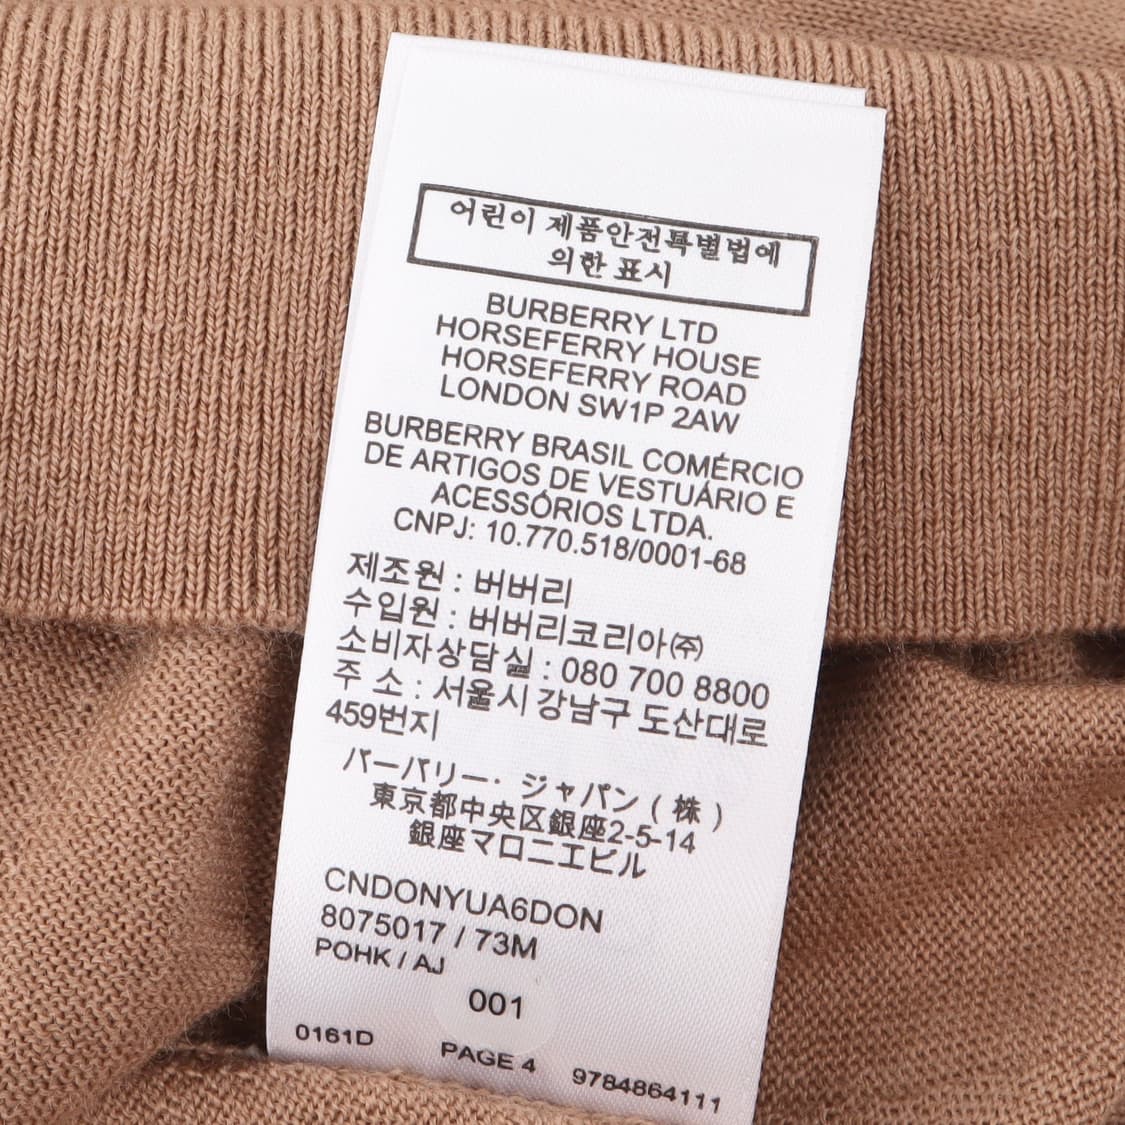 어린이 제품안전특별법에
의한 표시
BURBERRY LTD
HORSEFERRY HOUSE
HORSEFERRY ROAD
LONDON SW1P 2AW
BURBERRY BRASIL COMÉRCIO
DE ARTIGOS DE VESTUÁRIO E
ACESSÓRIOS LTDA.
CNPJ: 10.770.518/0001-68
제조원 : 버버리
수입원 : 버버리코리아㈜
소비자상담실 : 080 700 8800
주 소 : 서울시 강남구 도산대로
459번지
バーバリー・ジャパン ( 株 )
東京都中央区銀座2-5-14
銀座マロニエビル
CNDONYUA6DON
8075017 / 73M
POHK / AJ
001
0161D PAGE 4 9784864111